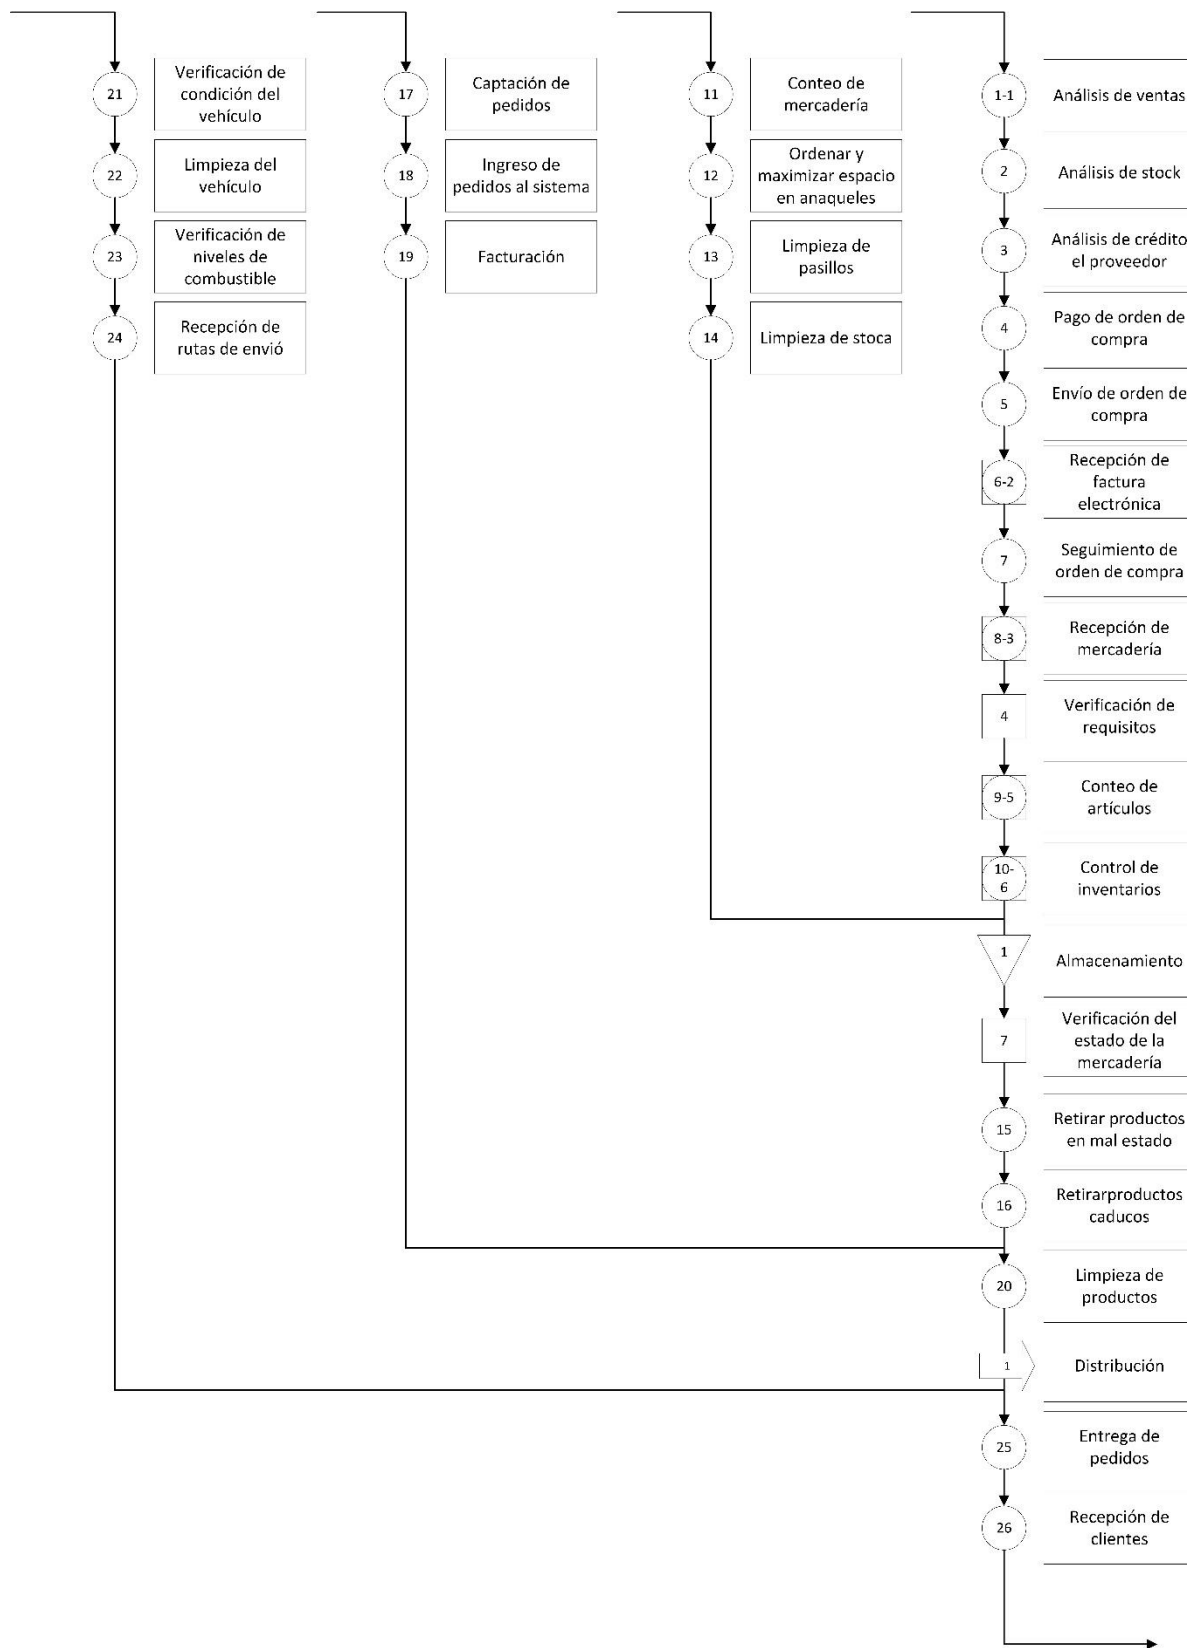 21
Verificación de
condición del
vehículo
22
Limpieza del
vehículo
23
Verificación de
niveles de
combustible
24
Recepción de
rutas de envió
17
Captación de
pedidos
18
Ingreso de
pedidos al sistema
19
Facturación
11
Conteo de
mercadería
12
Ordenar y
maximizar espacio
en anaqueles
13
Limpieza de
pasillos
14
Limpieza de stoca
1-1
Análisis de ventas
2
Análisis de stock
3
Análisis de crédito
el proveedor
4
Pago de orden de
compra
5
Envío de orden de
compra
6-2
Recepción de
factura
electrónica
7
Seguimiento de
orden de compra
8-3
Recepción de
mercadería
4
Verificación de
requisitos
9-5
Conteo de
artículos
10-
6
Control de
inventarios
1
Almacenamiento
7
Verificación del
estado de la
mercadería
15
Retirar productos
en mal estado
16
Retirarproductos
caducos
20
Limpieza de
productos
1
Distribución
25
Entrega de
pedidos
26
Recepción de
clientes